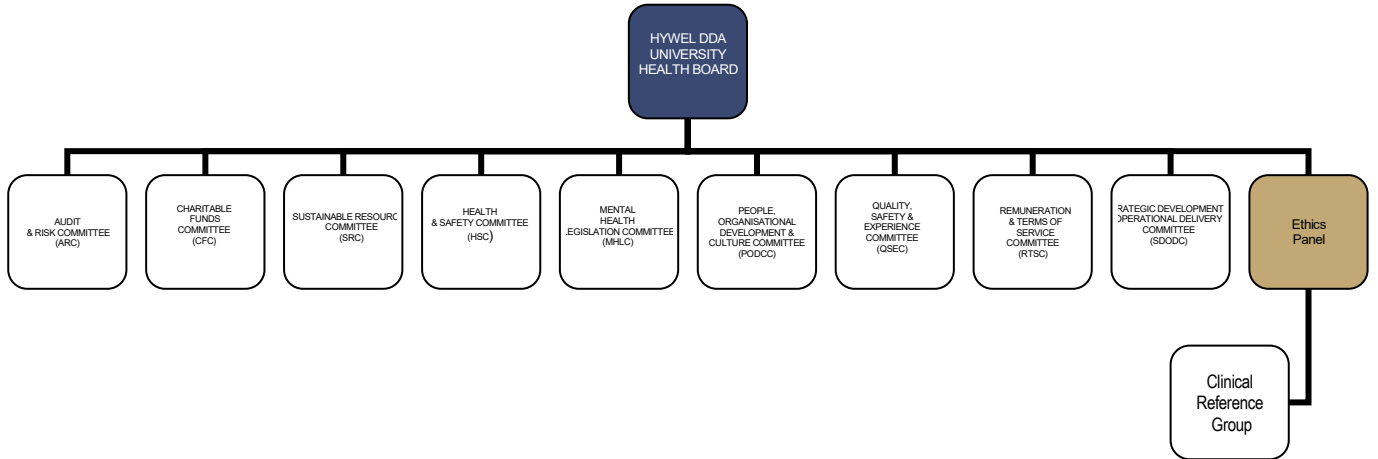 HYWEL DDA
UNIVERSITY
HEALTH BOARD
AUDIT
& RISK COMMITTEE
(ARC)
CHARITABLE
FUNDS
COMMITTEE
(CFC)
SUSTAINABLE RESOURC
COMMITTEE
(SRC)
HEALTH
& SAFETY COMMITTEE
(HSC)
MENTAL
HEALTH
LEGISLATION COMMITTEE
(MHLC)
PEOPLE,
ORGANISATIONAL
DEVELOPMENT &
CULTURE COMMITTEE
(PODCC)
QUALITY,
SAFETY &
EXPERIENCE
COMMITTEE
(QSEC)
REMUNERATION
& TERMS OF
SERVICE
COMMITTEE
(RTSC)
RATEGIC DEVELOPMENT
OPERATIONAL DELIVERY
COMMITTEE
(SDODC)
Ethics
Panel
Clinical
Reference
Group